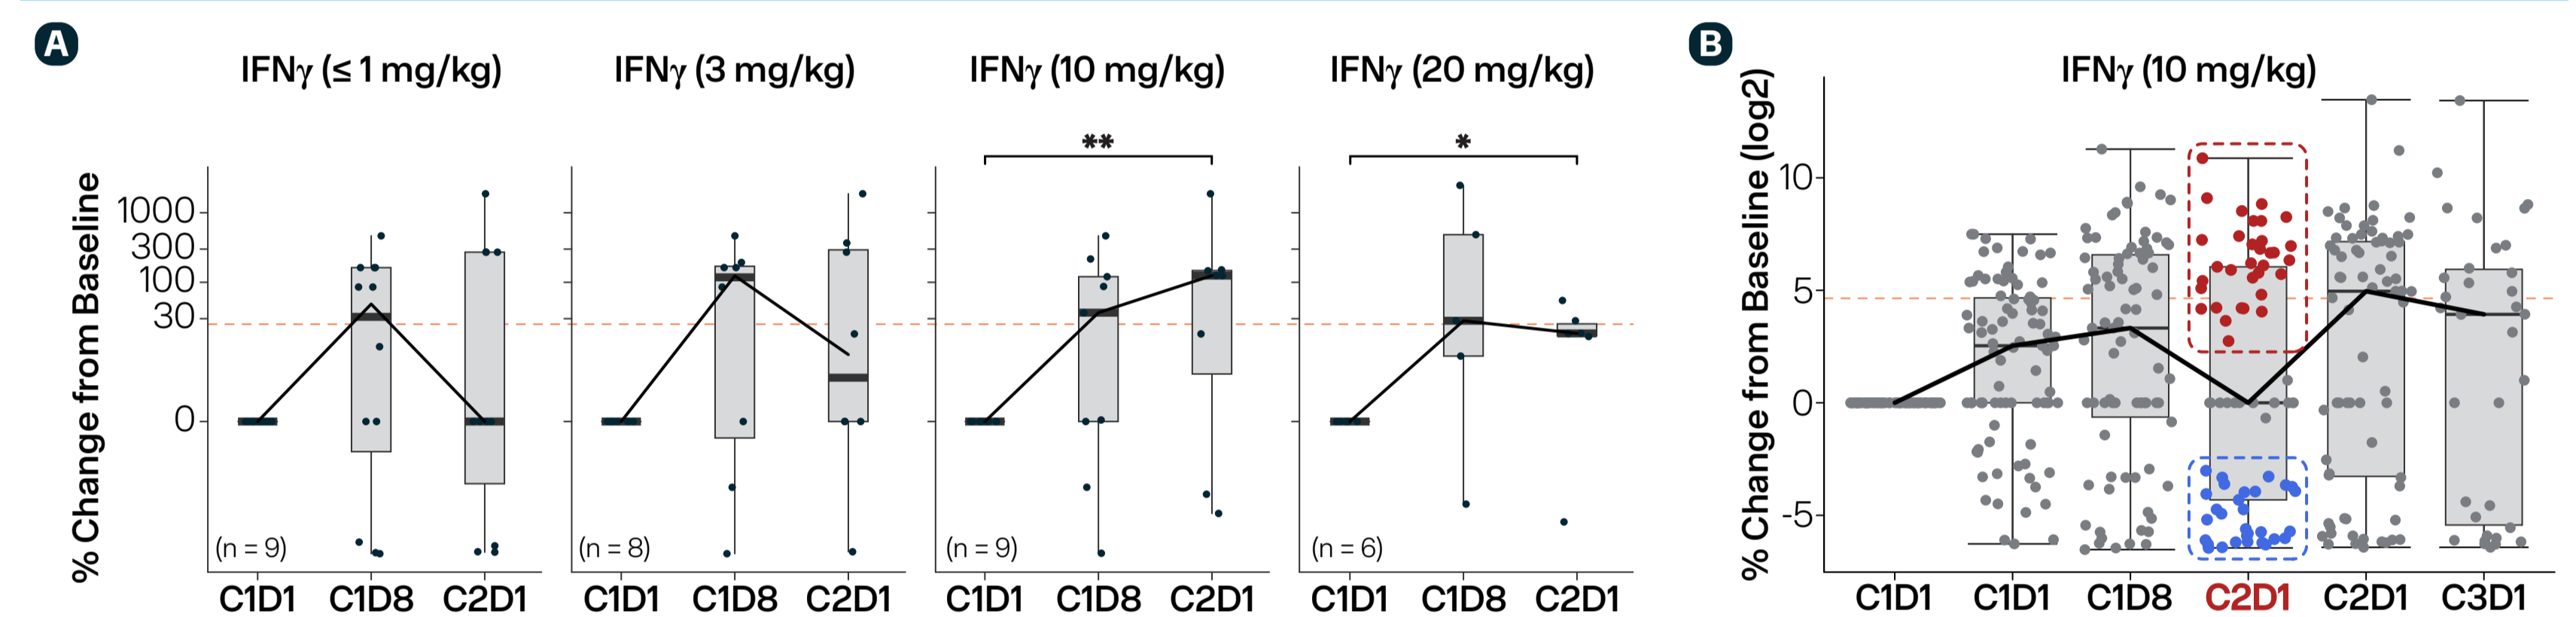 A
B
IFNγ (≤ 1 mg/kg)
IFNγ (3 mg/kg)
IFNγ (10 mg/kg)
IFNγ (20 mg/kg)
IFNγ (10 mg/kg)
**
*
% Change from Baseline
1000
300
100
30
0
(n = 9)
(n = 8)
(n = 9)
(n = 6)
C1D1 C1D8 C2D1
C1D1 C1D8 C2D1
C1D1 C1D8 C2D1
C1D1 C1D8 C2D1
% Change from Baseline (log2)
10
5
0
-5
C1D1 C1D1 C1D8 C2D1 C2D1 C3D1